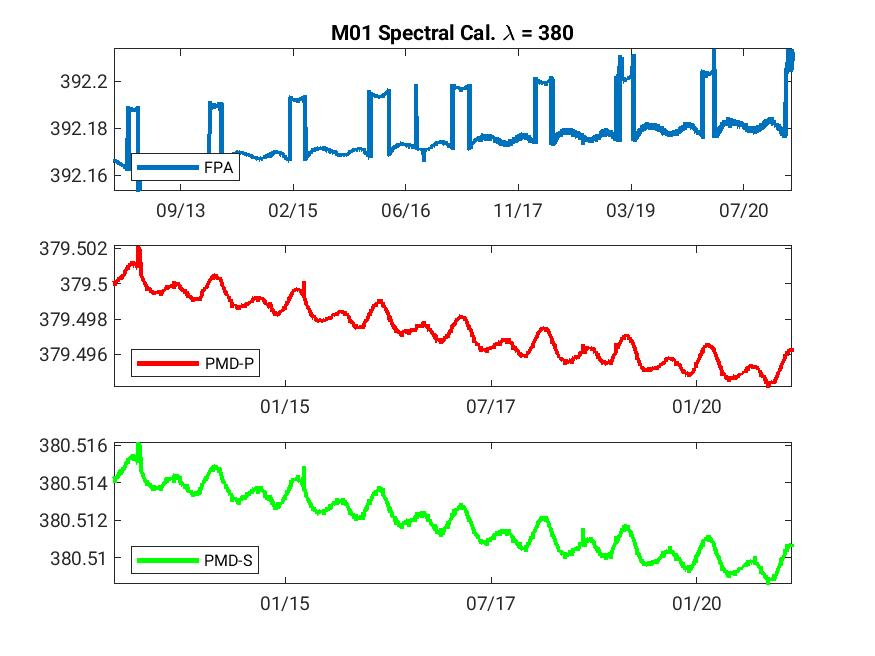 M01 Spectral Cal. λ = 380
392.2
392.18
392.16
FPA
09/13 02/15 06/16 11/17 03/19 07/20
379.502
379.5
379.498
379.496
PMD-P
01/15 07/17 01/20
380.516
380.514
380.512
380.51
PMD-S
01/15 07/17 01/20